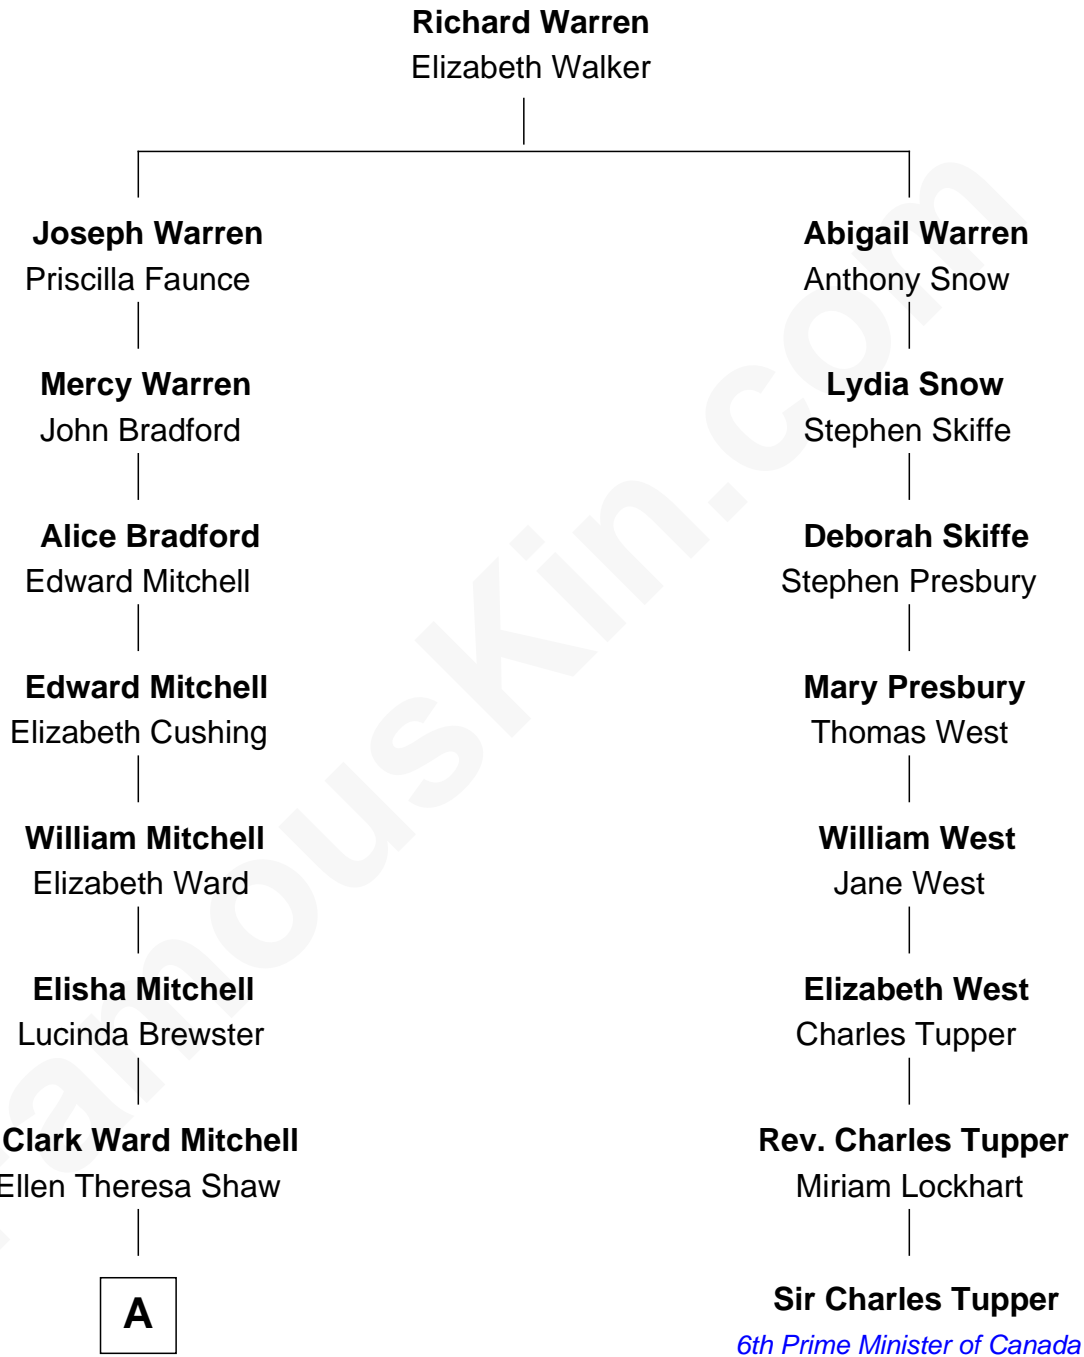 Richard Warren
Elizabeth Walker
Joseph Warren
Priscilla Faunce
Abigail Warren
Anthony Snow
Mercy Warren
John Bradford
Lydia Snow
Stephen Skiffe
Alice Bradford
Edward Mitchell
Deborah Skiffe
Stephen Presbury
Edward Mitchell
Elizabeth Cushing
Mary Presbury
Thomas West
William Mitchell
Elizabeth Ward
William West
Jane West
Elisha Mitchell
Lucinda Brewster
Elizabeth West
Charles Tupper
Clark Ward Mitchell
Ellen Theresa Shaw
Rev. Charles Tupper
Miriam Lockhart
A
Sir Charles Tupper
6th Prime Minister of Canada
FamousKin.com